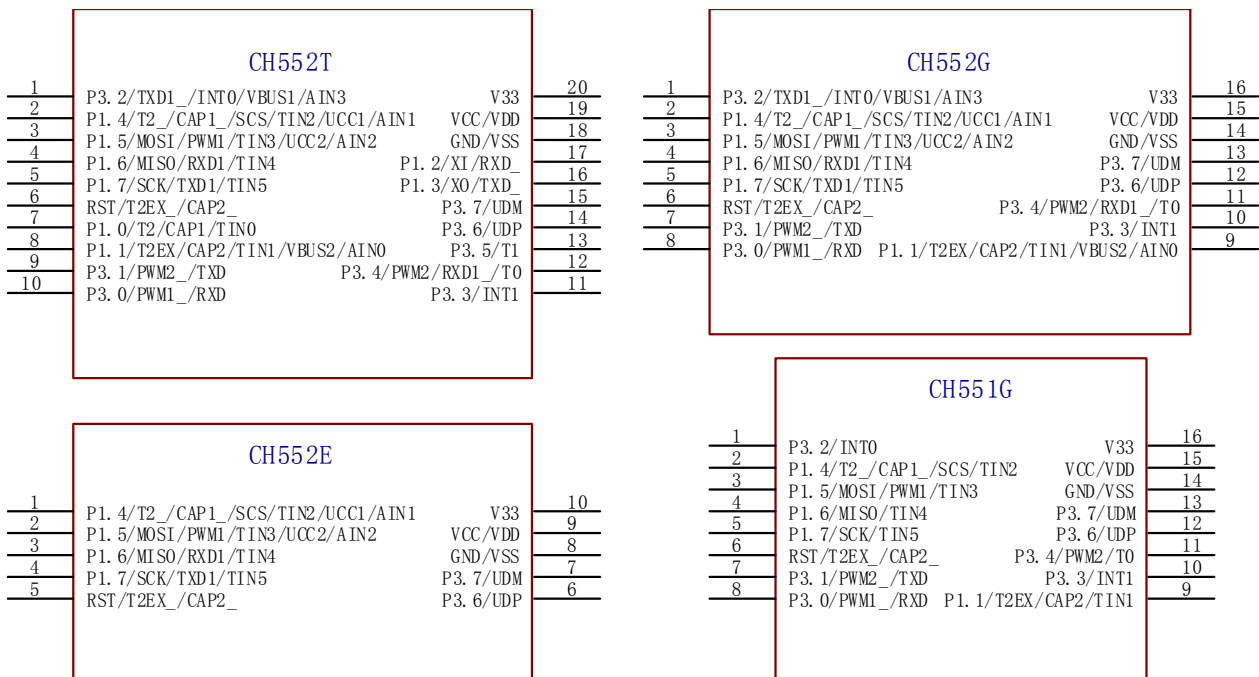 CH552T
1 P3.2/TXD1_/INT0/VBUS1/AIN3 V33 20
2 P1.4/T2_/CAP1_/SCS/TIN2/UCC1/AIN1 VCC/VDD 19
3 P1.5/MOSI/PWM1/TIN3/UCC2/AIN2 GND/VSS 18
4 P1.6/MISO/RXD1/TIN4 P1.2/XI/RXD_ 17
5 P1.7/SCK/TXD1/TIN5 P1.3/XO/TXD_ 16
6 RST/T2EX_/CAP2_ P3.7/UDM 15
7 P1.0/T2/CAP1/TIN0 P3.6/UDP 14
8 P1.1/T2EX/CAP2/TIN1/VBUS2/AIN0 P3.5/T1 13
9 P3.1/PWM2_/TXD P3.4/PWM2/RXD1_/T0 12
10 P3.0/PWM1_/RXD P3.3/INT1 11
CH552G
1 P3.2/TXD1_/INT0/VBUS1/AIN3 V33 16
2 P1.4/T2_/CAP1_/SCS/TIN2/UCC1/AIN1 VCC/VDD 15
3 P1.5/MOSI/PWM1/TIN3/UCC2/AIN2 GND/VSS 14
4 P1.6/MISO/RXD1/TIN4 P3.7/UDM 13
5 P1.7/SCK/TXD1/TIN5 P3.6/UDP 12
6 RST/T2EX_/CAP2_ P3.4/PWM2/RXD1_/T0 11
7 P3.1/PWM2_/TXD P3.3/INT1 10
8 P3.0/PWM1_/RXD P1.1/T2EX/CAP2/TIN1/VBUS2/AIN0 9
CH552E
1 P1.4/T2_/CAP1_/SCS/TIN2/UCC1/AIN1 V33 10
2 P1.5/MOSI/PWM1/TIN3/UCC2/AIN2 VCC/VDD 9
3 P1.6/MISO/RXD1/TIN4 GND/VSS 8
4 P1.7/SCK/TXD1/TIN5 P3.7/UDM 7
5 RST/T2EX_/CAP2_ P3.6/UDP 6
CH551G
1 P3.2/INT0 V33 16
2 P1.4/T2_/CAP1_/SCS/TIN2 VCC/VDD 15
3 P1.5/MOSI/PWM1/TIN3 GND/VSS 14
4 P1.6/MISO/TIN4 P3.7/UDM 13
5 P1.7/SCK/TIN5 P3.6/UDP 12
6 RST/T2EX_/CAP2_ P3.4/PWM2/T0 11
7 P3.1/PWM2_/TXD P3.3/INT1 10
8 P3.0/PWM1_/RXD P1.1/T2EX/CAP2/TIN1 9